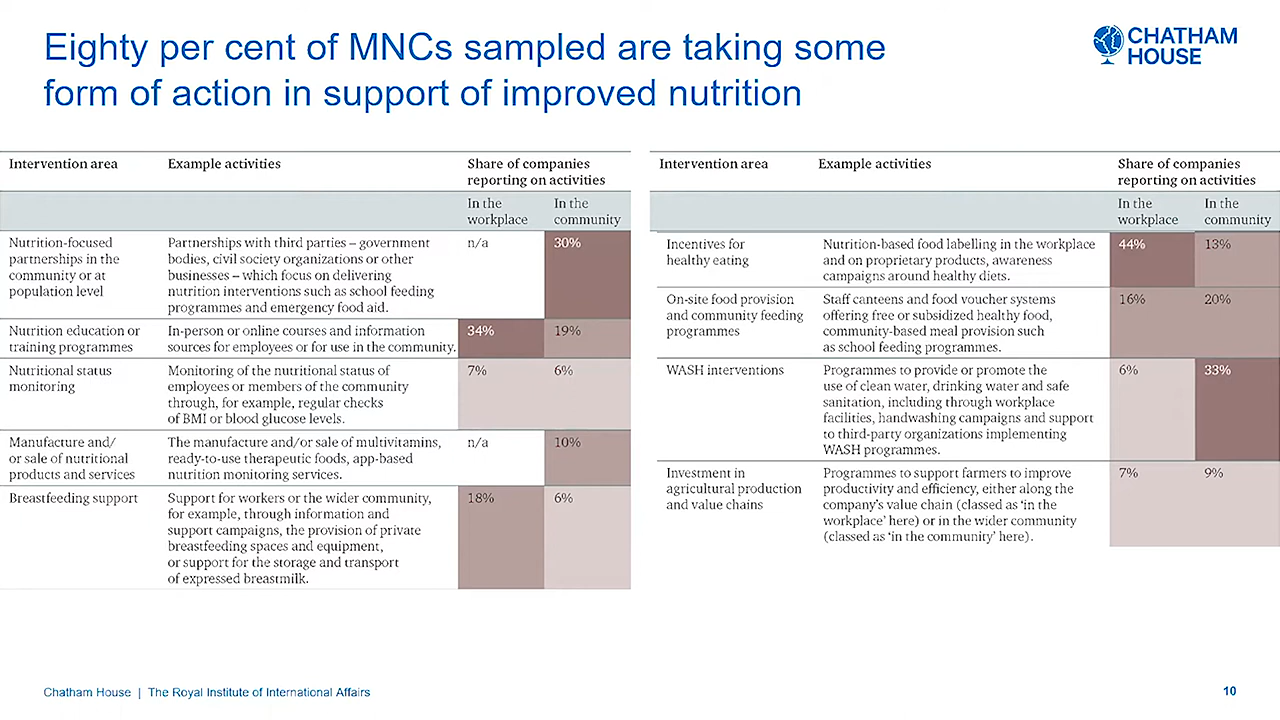 Eighty per cent of MNCs sampled are taking some
form of action in support of improved nutrition
CHATHAM
HOUSE
Intervention area
Example activities
Share of companies
reporting on activities
In the
workplace
In the
community
Nutrition-focused
partnerships in the
community or at
population level
Partnerships with third parties – government
bodies, civil society organizations or other
businesses – which focus on delivering
nutrition interventions such as school feeding
programmes and emergency food aid.
n/a
30%
Nutrition education or
training programmes
In-person or online courses and information
sources for employees or for use in the community.
34%
19%
Nutritional status
monitoring
Monitoring of the nutritional status of
employees or members of the community
through, for example, regular checks
of BMI or blood glucose levels.
7%
6%
Manufacture and/
or sale of nutritional
products and services
The manufacture and/or sale of multivitamins,
ready-to-use therapeutic foods, app-based
nutrition monitoring services.
n/a
10%
Breastfeeding support
Support for workers or the wider community,
for example, through information and
support campaigns, the provision of private
breastfeeding spaces and equipment,
or support for the storage and transport
of expressed breastmilk.
18%
6%
Intervention area
Example activities
Share of companies
reporting on activities
In the
workplace
In the
community
Incentives for
healthy eating
Nutrition-based food labelling in the workplace
and on proprietary products, awareness
campaigns around healthy diets.
44%
13%
On-site food provision
and community feeding
programmes
Staff canteens and food voucher systems
offering free or subsidized healthy food,
community-based meal provision such
as school feeding programmes.
16%
20%
WASH interventions
Programmes to provide or promote the
use of clean water, drinking water and safe
sanitation, including through workplace
facilities, handwashing campaigns and support
to third-party organizations implementing
WASH programmes.
6%
33%
Investment in
agricultural production
and value chains
Programmes to support farmers to improve
productivity and efficiency, either along the
company's value chain (classed as 'in the
workplace' here) or in the wider community
(classed as 'in the community' here).
7%
9%
Chatham House | The Royal Institute of International Affairs
10